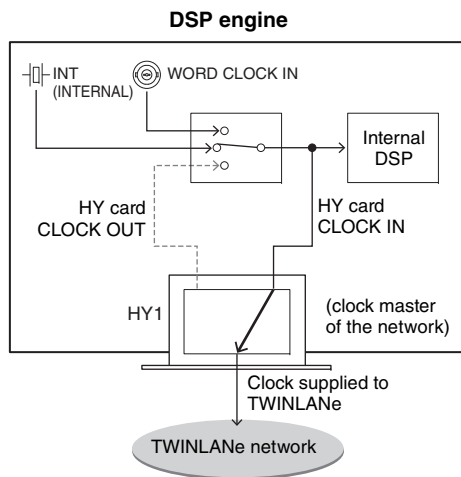 DSP engine
INT
(INTERNAL)
WORD CLOCK IN
Internal
DSP
HY card
CLOCK OUT
HY card
CLOCK IN
HY1
(clock master
of the network)
Clock supplied to
TWINLANe
TWINLANe network